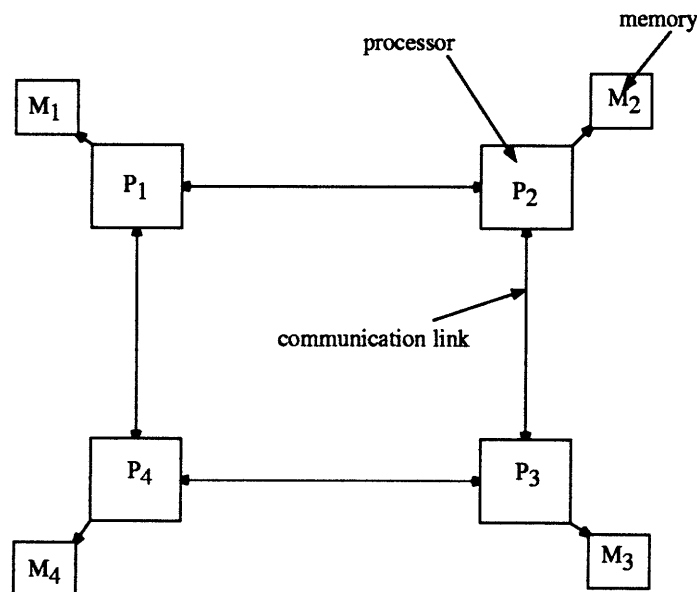 memory
processor
M1
M2
P1
P2
communication link
P4
P3
M4
M3